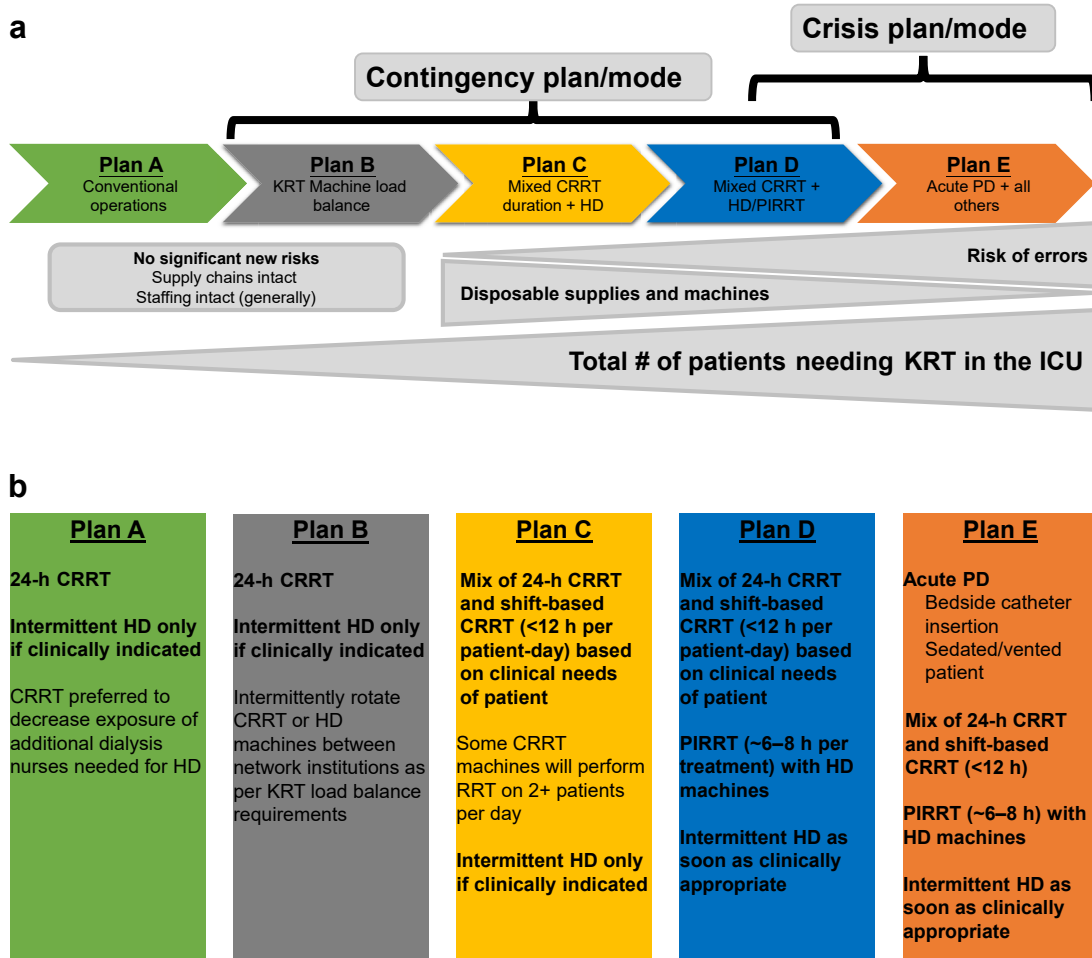 a
Crisis plan/mode
Contingency plan/mode
Plan A
Conventional
operations
Plan B
KRT Machine load
balance
Plan C
Mixed CRRT
duration + HD
Plan D
Mixed CRRT +
HD/PIRRT
Plan E
Acute PD + all
others
No significant new risks
Supply chains intact
Staffing intact (generally)
Risk of errors
Disposable supplies and machines
Total # of patients needing KRT in the ICU
b
Plan A
24-h CRRT
Intermittent HD only
if clinically indicated
CRRT preferred to
decrease exposure of
additional dialysis
nurses needed for HD
Plan B
24-h CRRT
Intermittent HD only
if clinically indicated
Intermittently rotate
CRRT or HD
machines between
network institutions as
per KRT load balance
requirements
Plan C
Mix of 24-h CRRT
and shift-based
CRRT (<12 h per
patient-day) based
on clinical needs
of patient
Some CRRT
machines will perform
RRT on 2+ patients
per day
Intermittent HD only
if clinically indicated
Plan D
Mix of 24-h CRRT
and shift-based
CRRT (<12 h per
patient-day) based
on clinical needs
of patient
PIRRT (~6–8 h per
treatment) with HD
machines
Intermittent HD as
soon as clinically
appropriate
Plan E
Acute PD
Bedside catheter
insertion
Sedated/vented
patient
Mix of 24-h CRRT
and shift-based
CRRT (<12 h)
PIRRT (~6–8 h) with
HD machines
Intermittent HD as
soon as clinically
appropriate